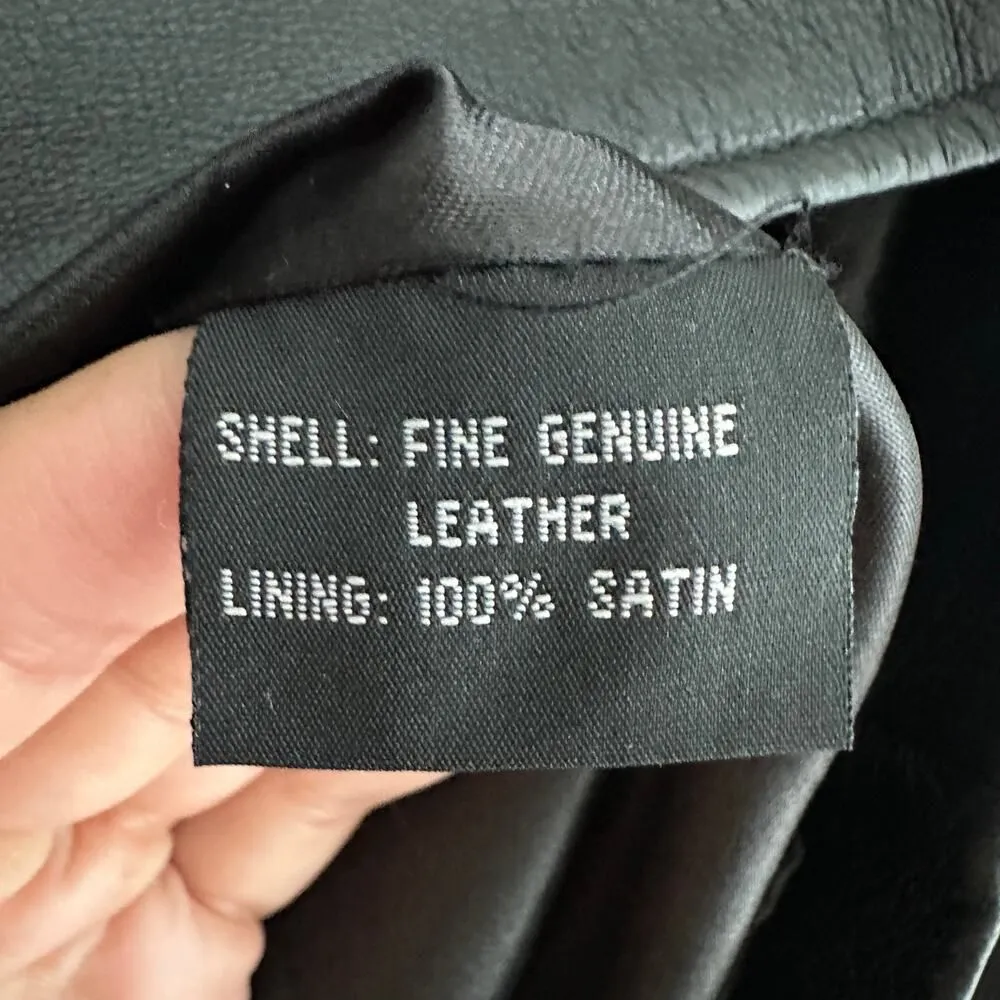 SHELL: FINE GENUINE
LEATHER
LINING: 100% SATIN